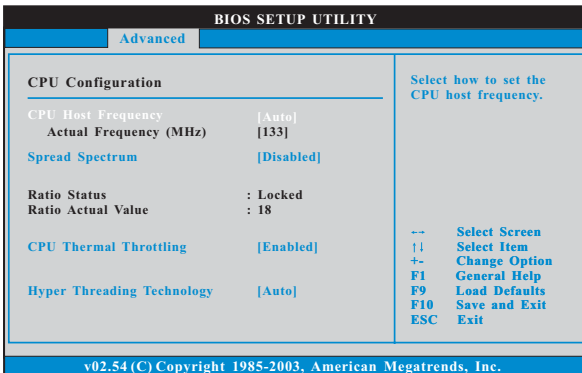 BIOS SETUP UTILITY
Advanced
CPU Configuration
CPU Host Frequency [Auto]
Actual Frequency (MHz) [133]
Spread Spectrum [Disabled]
Ratio Status : Locked
Ratio Actual Value : 18
CPU Thermal Throttling [Enabled]
Hyper Threading Technology [Auto]
Select how to set the
CPU host frequency.
←→ Select Screen
↑↓ Select Item
+- Change Option
F1 General Help
F9 Load Defaults
F10 Save and Exit
ESC Exit
v02.54 (C) Copyright 1985-2003, American Megatrends, Inc.